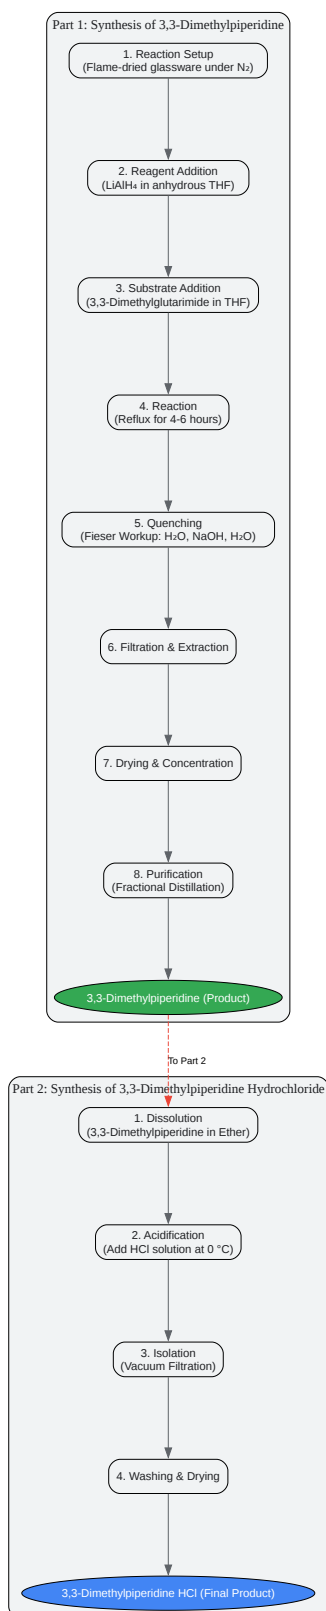 Part 1: Synthesis of 3,3-Dimethylpiperidine
1. Reaction Setup
(Flame-dried glassware under N₂)
2. Reagent Addition
(LiAlH₄ in anhydrous THF)
3. Substrate Addition
(3,3-Dimethylglutarimide in THF)
4. Reaction
(Reflux for 4-6 hours)
5. Quenching
(Fieser Workup: H₂O, NaOH, H₂O)
6. Filtration & Extraction
7. Drying & Concentration
8. Purification
(Fractional Distillation)
3,3-Dimethylpiperidine (Product)
To Part 2
Part 2: Synthesis of 3,3-Dimethylpiperidine Hydrochloride
1. Dissolution
(3,3-Dimethylpiperidine in Ether)
2. Acidification
(Add HCl solution at 0 °C)
3. Isolation
(Vacuum Filtration)
4. Washing & Drying
3,3-Dimethylpiperidine HCl (Final Product)